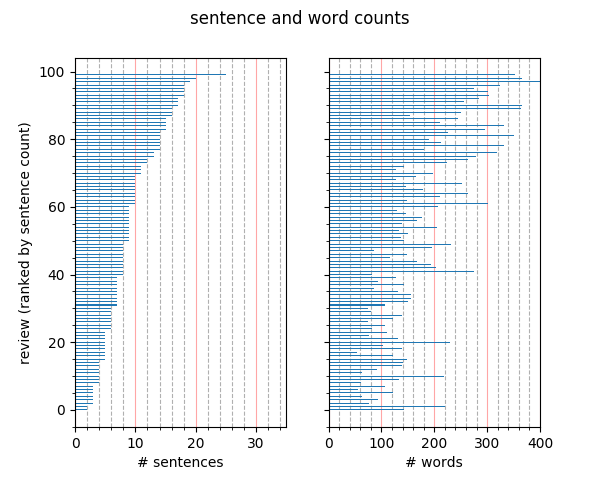 sentence and word counts
100
80
60
40
20
0
review (ranked by sentence count)
0 10 20 30
# sentences
0 100 200 300 400
# words